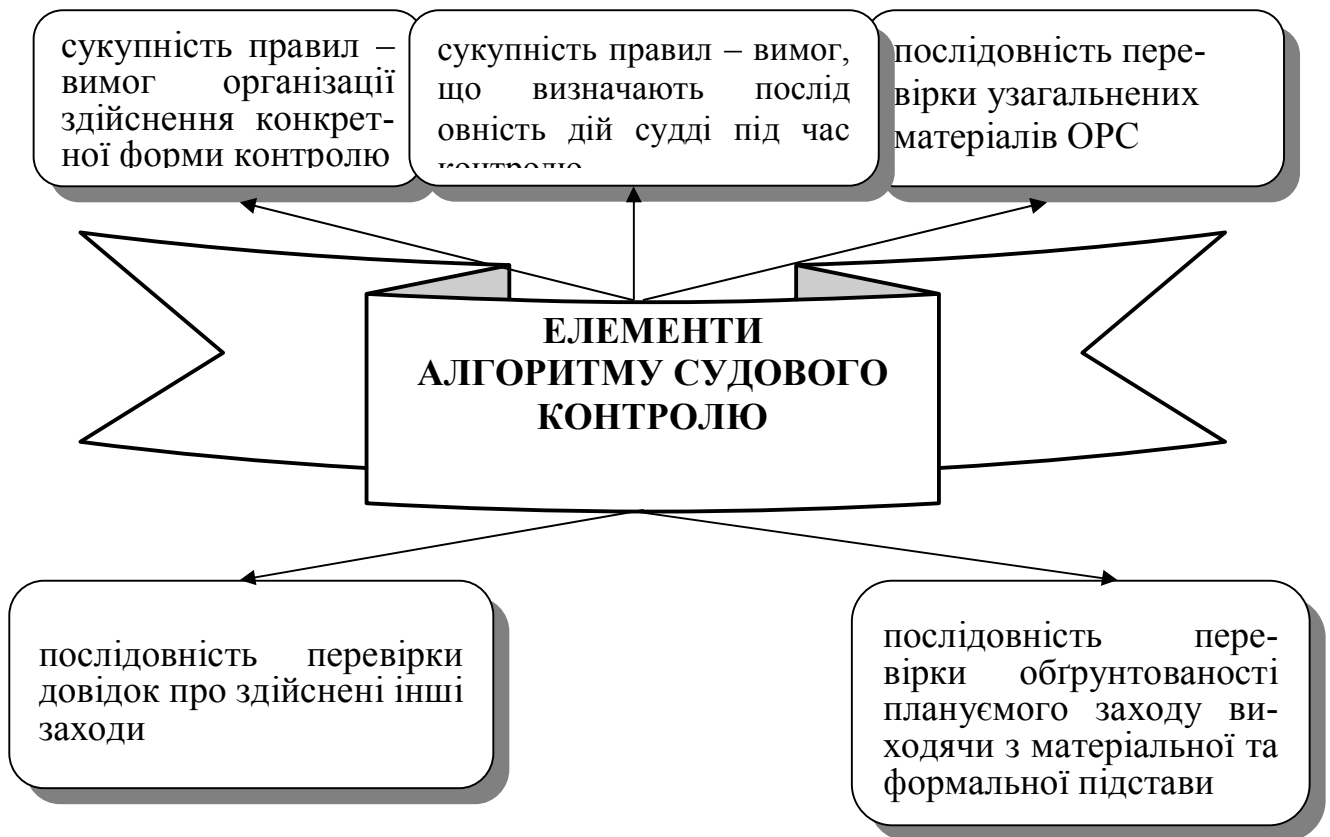 сукупність правил –
вимог організації
здійснення конкрет-
ної форми контролю
сукупність правил – вимог,
що визначають послід
овність дій судді під час
контролю
послідовність пере-
вірки узагальнених
матеріалів ОРС
ЕЛЕМЕНТИ
АЛГОРИТМУ СУДОВОГО
КОНТРОЛЮ
послідовність перевірки
довідок про здійснені інші
заходи
послідовність пере-
вірки обґрунтованості
плануємого заходу ви-
ходячи з матеріальної та
формальної підстави